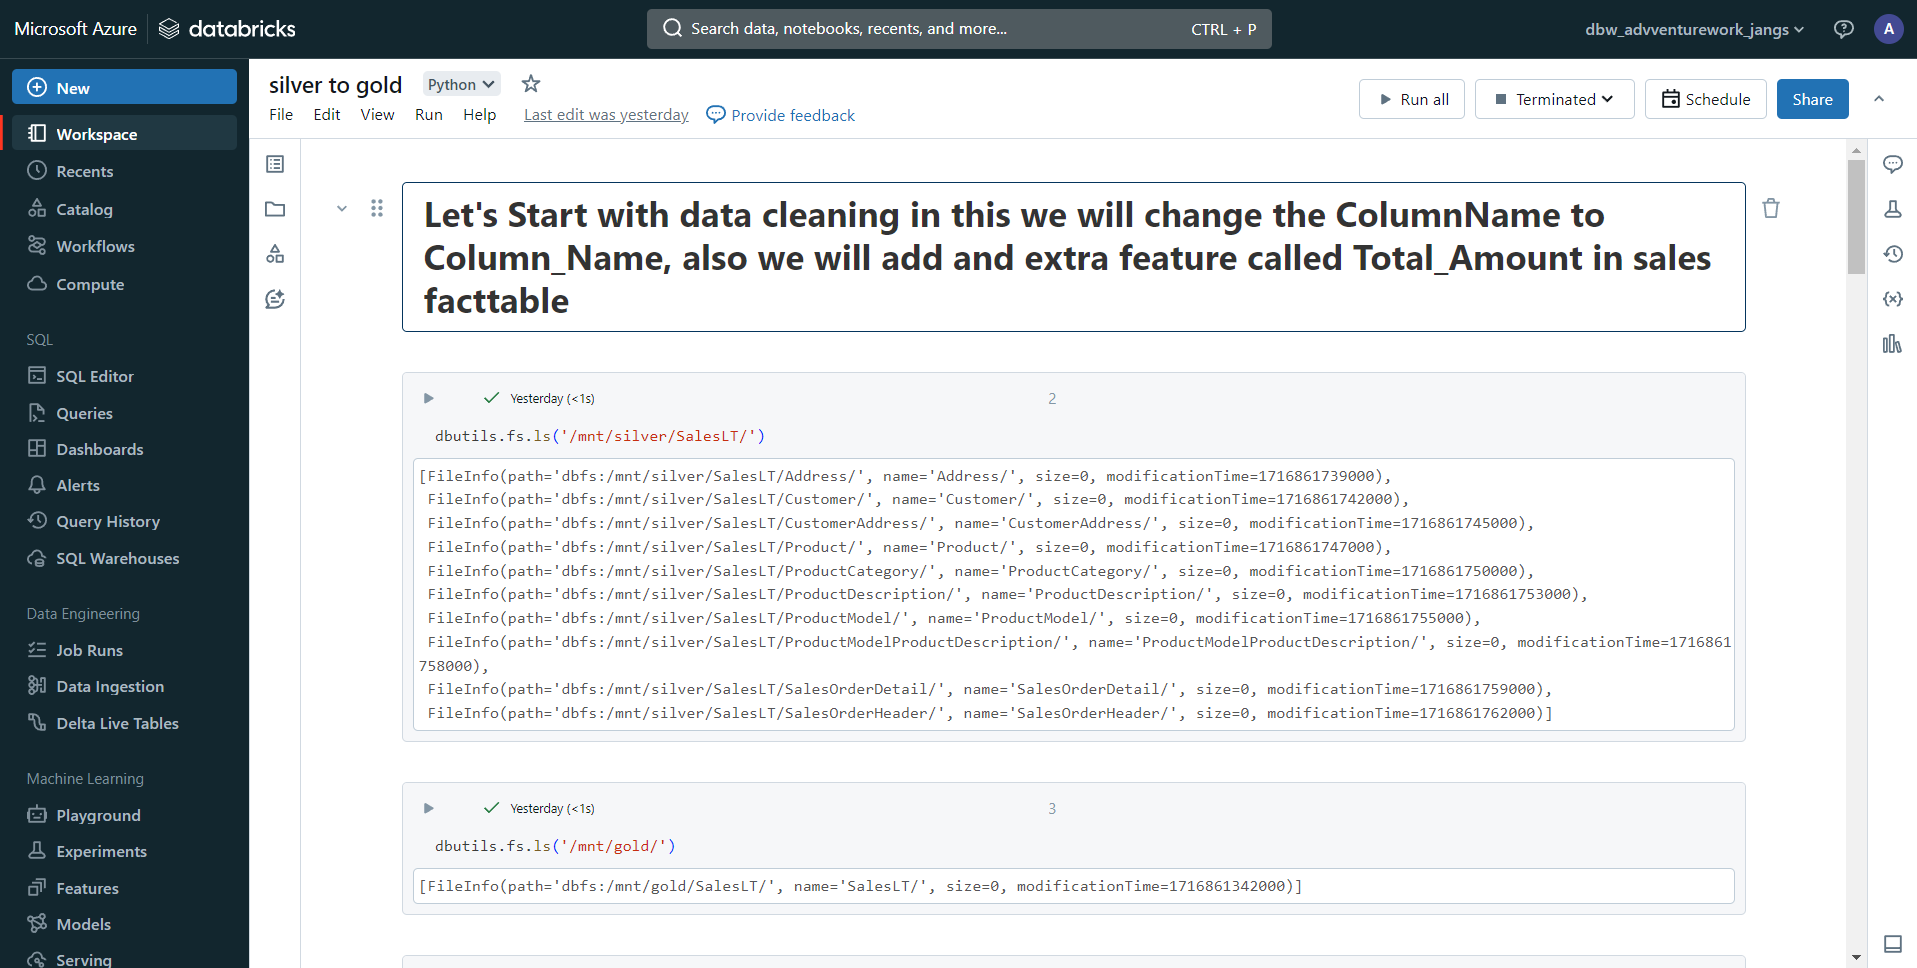 Microsoft Azure databricks
Search data, notebooks, recents, and more... CTRL + P
dbw_advventurework_jangs
A
New
Workspace
Recents
Catalog
Workflows
Compute
SQL
SQL Editor
Queries
Dashboards
Alerts
Query History
SQL Warehouses
Data Engineering
Job Runs
Data Ingestion
Delta Live Tables
Machine Learning
Playground
Experiments
Features
Models
Serving
silver to gold Python
File Edit View Run Help Last edit was yesterday Provide feedback
Run all Terminated Schedule Share
Let's Start with data cleaning in this we will change the ColumnName to
Column_Name, also we will add and extra feature called Total_Amount in sales
facttable
Yesterday (<1s) 2
dbutils.fs.ls('/mnt/silver/SalesLT/')
[FileInfo(path='dbfs:/mnt/silver/SalesLT/Address/', name='Address/', size=0, modificationTime=1716861739000),
FileInfo(path='dbfs:/mnt/silver/SalesLT/Customer/', name='Customer/', size=0, modificationTime=1716861742000),
FileInfo(path='dbfs:/mnt/silver/SalesLT/CustomerAddress/', name='CustomerAddress/', size=0, modificationTime=1716861745000),
FileInfo(path='dbfs:/mnt/silver/SalesLT/Product/', name='Product/', size=0, modificationTime=1716861747000),
FileInfo(path='dbfs:/mnt/silver/SalesLT/ProductCategory/', name='ProductCategory/', size=0, modificationTime=1716861750000),
FileInfo(path='dbfs:/mnt/silver/SalesLT/ProductDescription/', name='ProductDescription/', size=0, modificationTime=1716861753000),
FileInfo(path='dbfs:/mnt/silver/SalesLT/ProductModel/', name='ProductModel/', size=0, modificationTime=1716861755000),
FileInfo(path='dbfs:/mnt/silver/SalesLT/ProductModelProductDescription/', name='ProductModelProductDescription/', size=0, modificationTime=1716861
758000),
FileInfo(path='dbfs:/mnt/silver/SalesLT/SalesOrderDetail/', name='SalesOrderDetail/', size=0, modificationTime=1716861759000),
FileInfo(path='dbfs:/mnt/silver/SalesLT/SalesOrderHeader/', name='SalesOrderHeader/', size=0, modificationTime=1716861762000)]
Yesterday (<1s) 3
dbutils.fs.ls('/mnt/gold/')
[FileInfo(path='dbfs:/mnt/gold/SalesLT/', name='SalesLT/', size=0, modificationTime=1716861342000)]